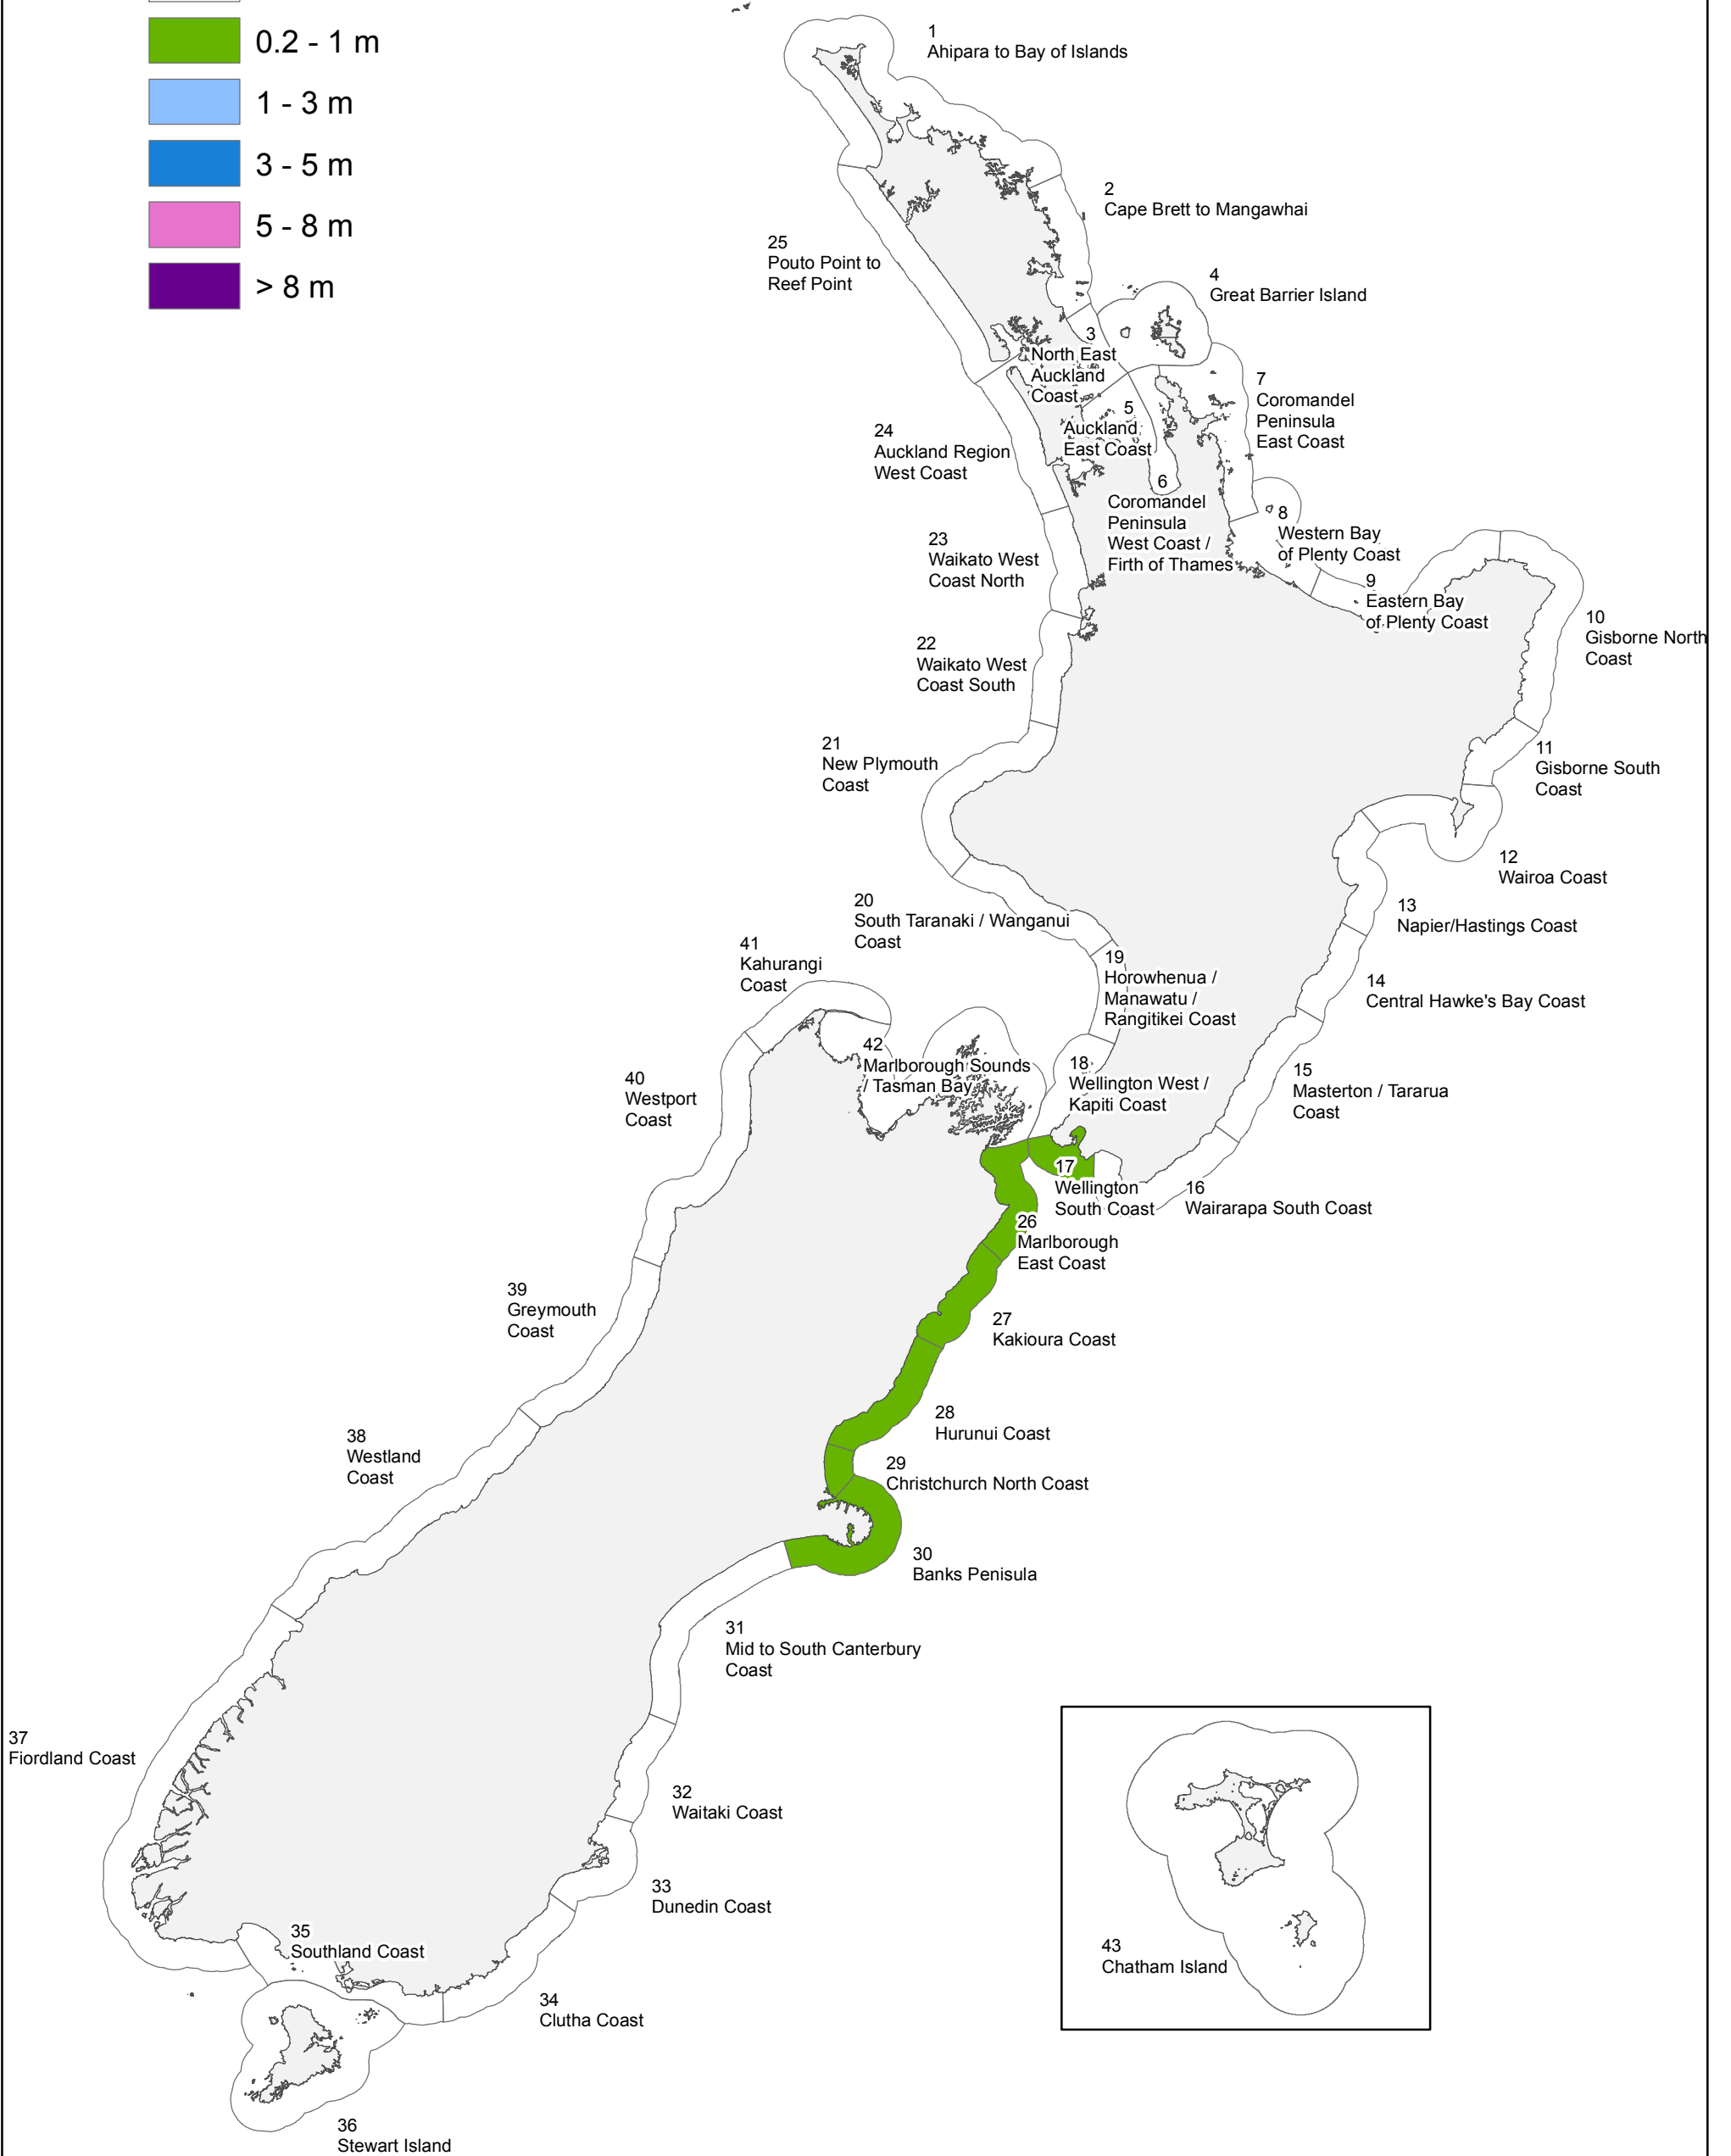 0.2 - 1 m
1 - 3 m
3 - 5 m
5 - 8 m
> 8 m
1
Ahipara to Bay of Islands
2
Cape Brett to Mangawhai
25
Pouto Point to
Reef Point
4
Great Barrier Island
3
North East
Auckland
Coast
7
Coromandel
Peninsula
East Coast
5
Auckland
East Coast
24
Auckland Region
West Coast
6
Coromandel
Peninsula
West Coast /
Firth of Thames
8
Western Bay
of Plenty Coast
23
Waikato West
Coast North
9
Eastern Bay
of Plenty Coast
10
Gisborne North
Coast
22
Waikato West
Coast South
21
New Plymouth
Coast
11
Gisborne South
Coast
12
Wairoa Coast
20
South Taranaki / Wanganui
Coast
13
Napier/Hastings Coast
41
Kahurangi
Coast
19
Horowhenua /
Manawatu /
Rangitikei Coast
14
Central Hawke's Bay Coast
42
Marlborough Sounds
/ Tasman Bay
18
Wellington West /
Kapiti Coast
15
Masterton / Tararua
Coast
40
Westport
Coast
17
Wellington
South Coast
16
Wairarapa South Coast
26
Marlborough
East Coast
39
Greymouth
Coast
27
Kakioura Coast
28
Hurunui Coast
38
Westland
Coast
29
Christchurch North Coast
30
Banks Penisula
31
Mid to South Canterbury
Coast
37
Fiordland Coast
32
Waitaki Coast
33
Dunedin Coast
35
Southland Coast
43
Chatham Island
34
Clutha Coast
36
Stewart Island